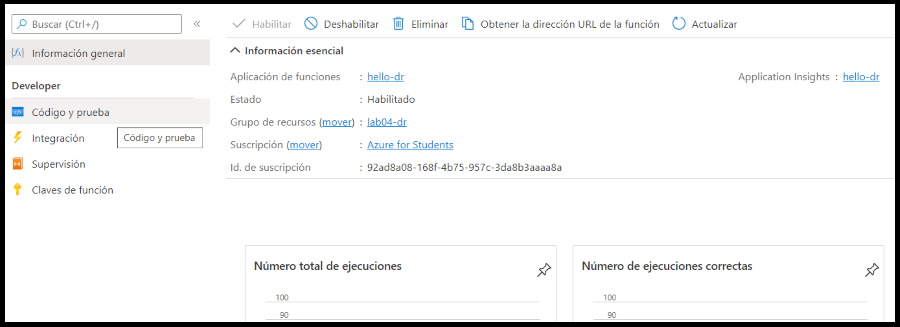 Buscar (Ctrl+/)
«
Información general
Developer
Código y prueba
Integración
Código y prueba
Supervisión
Claves de función
Habilitar Deshabilitar Eliminar Obtener la dirección URL de la función Actualizar
Información esencial
Aplicación de funciones : hello-dr
Application Insights : hello-dr
Estado : Habilitado
Grupo de recursos (mover) : lab04-dr
Suscripción (mover) : Azure for Students
Id. de suscripción : 92ad8a08-168f-4b75-957c-3da8b3aaaa8a
Número total de ejecuciones
100
90
Número de ejecuciones correctas
100
90